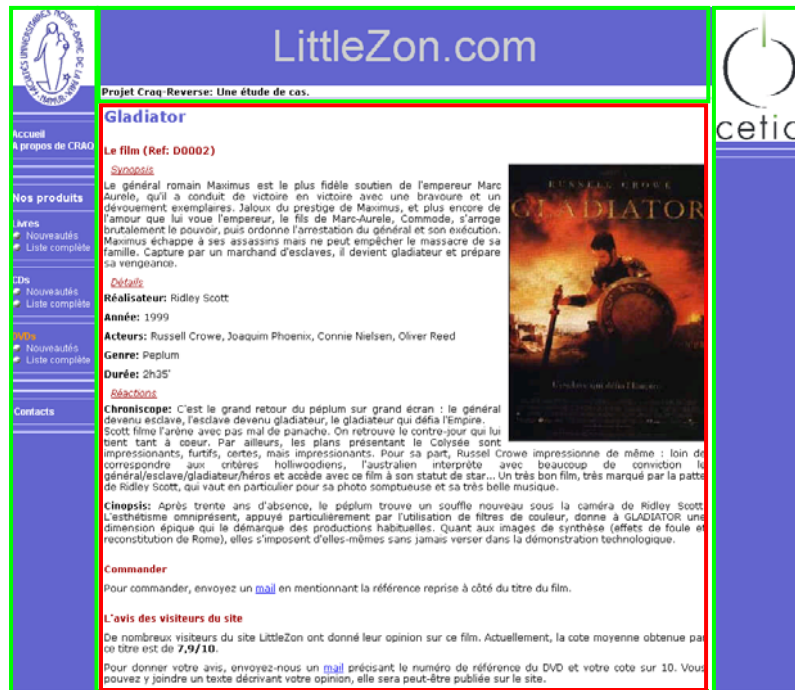 FACULTES UNIVERSITAIRES NOTRE-DAME DE LA PAIX
NAMUR
LittleZon.com
Projet Craq-Reverse: Une étude de cas.
cetic
Accueil
A propos de CRAQ
Nos produits
Livres
Nouveautés
Liste complète
CDs
Nouveautés
Liste complète
DVDs
Nouveautés
Liste complète
Contacts
Gladiator
Le film (Ref: D0002)
Synopsis
Le général romain Maximus est le plus fidèle soutien de l'empereur Marc
Aurele, qu'il a conduit de victoire en victoire avec une bravoure et un
dévouement exemplaires. Jaloux du prestige de Maximus, et plus encore de
l'amour que lui voue l'empereur, le fils de Marc-Aurele, Commode, s'arroge
brutalement le pouvoir, puis ordonne l'arrestation du général et son exécution.
Maximus échappe à ses assassins mais ne peut empêcher le massacre de sa
famille. Capture par un marchand d'esclaves, il devient gladiateur et prépare
sa vengeance.
RUSSELL CROWE
GLADIATOR
Un esclave qui défia l'Empire.
Détails
Réalisateur: Ridley Scott
Année: 1999
Acteurs: Russell Crowe, Joaquim Phoenix, Connie Nielsen, Oliver Reed
Genre: Peplum
Durée: 2h35'
Réactions
Chroniscope: C'est le grand retour du péplum sur grand écran : le général
devenu esclave, l'esclave devenu gladiateur, le gladiateur qui défia l'Empire.
Scott filme l'arène avec pas mal de panache. On retrouve le contre-jour qui lui
tient tant à coeur. Par ailleurs, les plans présentant le Colysée sont
impressionants, furtifs, certes, mais impressionants. Pour sa part, Russel Crowe impressionne de même : loin de
correspondre aux critères holliwoodiens, l'australien interprète avec beaucoup de conviction le
général/esclave/gladiateur/héros et accède avec ce film à son statut de star... Un très bon film, très marqué par la patte
de Ridley Scott, qui vaut en particulier pour sa photo somptueuse et sa très belle musique.
Cinopsis: Après trente ans d'absence, le péplum trouve un souffle nouveau sous la caméra de Ridley Scott.
L'esthétisme omniprésent, appuyé particulièrement par l'utilisation de filtres de couleur, donne à GLADIATOR une
dimension épique qui le démarque des productions habituelles. Quant aux images de synthèse (effets de foule et
reconstitution de Rome), elles s'imposent d'elles-mêmes sans jamais verser dans la démonstration technologique.
Commander
Pour commander, envoyez un mail en mentionnant la référence reprise à côté du titre du film.
L'avis des visiteurs du site
De nombreux visiteurs du site LittleZon ont donné leur opinion sur ce film. Actuellement, la cote moyenne obtenue par
ce titre est de 7,9/10.
Pour donner votre avis, envoyez-nous un mail précisant le numéro de référence du DVD et votre cote sur 10. Vous
pouvez y joindre un texte décrivant votre opinion, elle sera peut-être publiée sur le site.